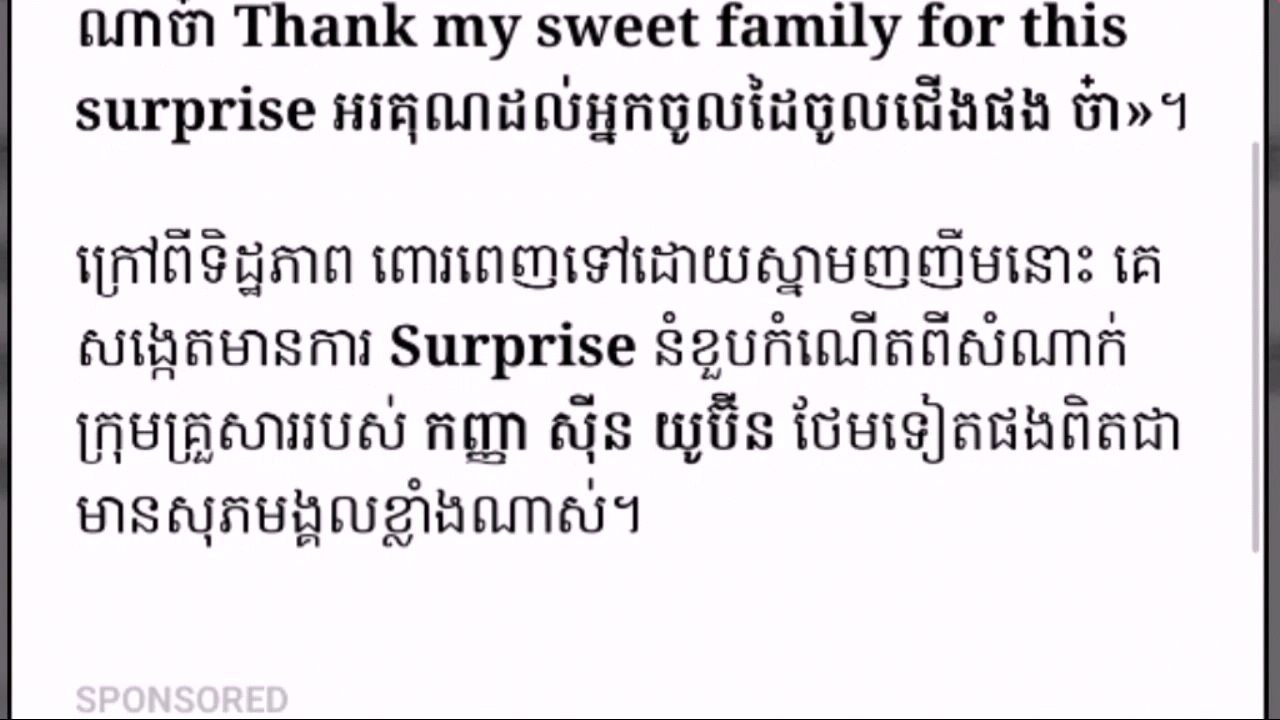 ណាច៎ា Thank my sweet family for this
surprise អរគុណដល់អ្នកចូលដៃចូលជើងផង ច៎ា»។
ក្រៅពីទិដ្ឋភាព ពោរពេញទៅដោយស្នាមញញឹមនោះ គេ
សង្កេតមានការ Surprise នំខួបកំណើតពីសំណាក់
ក្រុមគ្រួសាររបស់ កញ្ញា ស៊ីន យូប៊ីន ថែមទៀតផងពិតជា
មានសុភមង្គលខ្លាំងណាស់។
SPONSORED